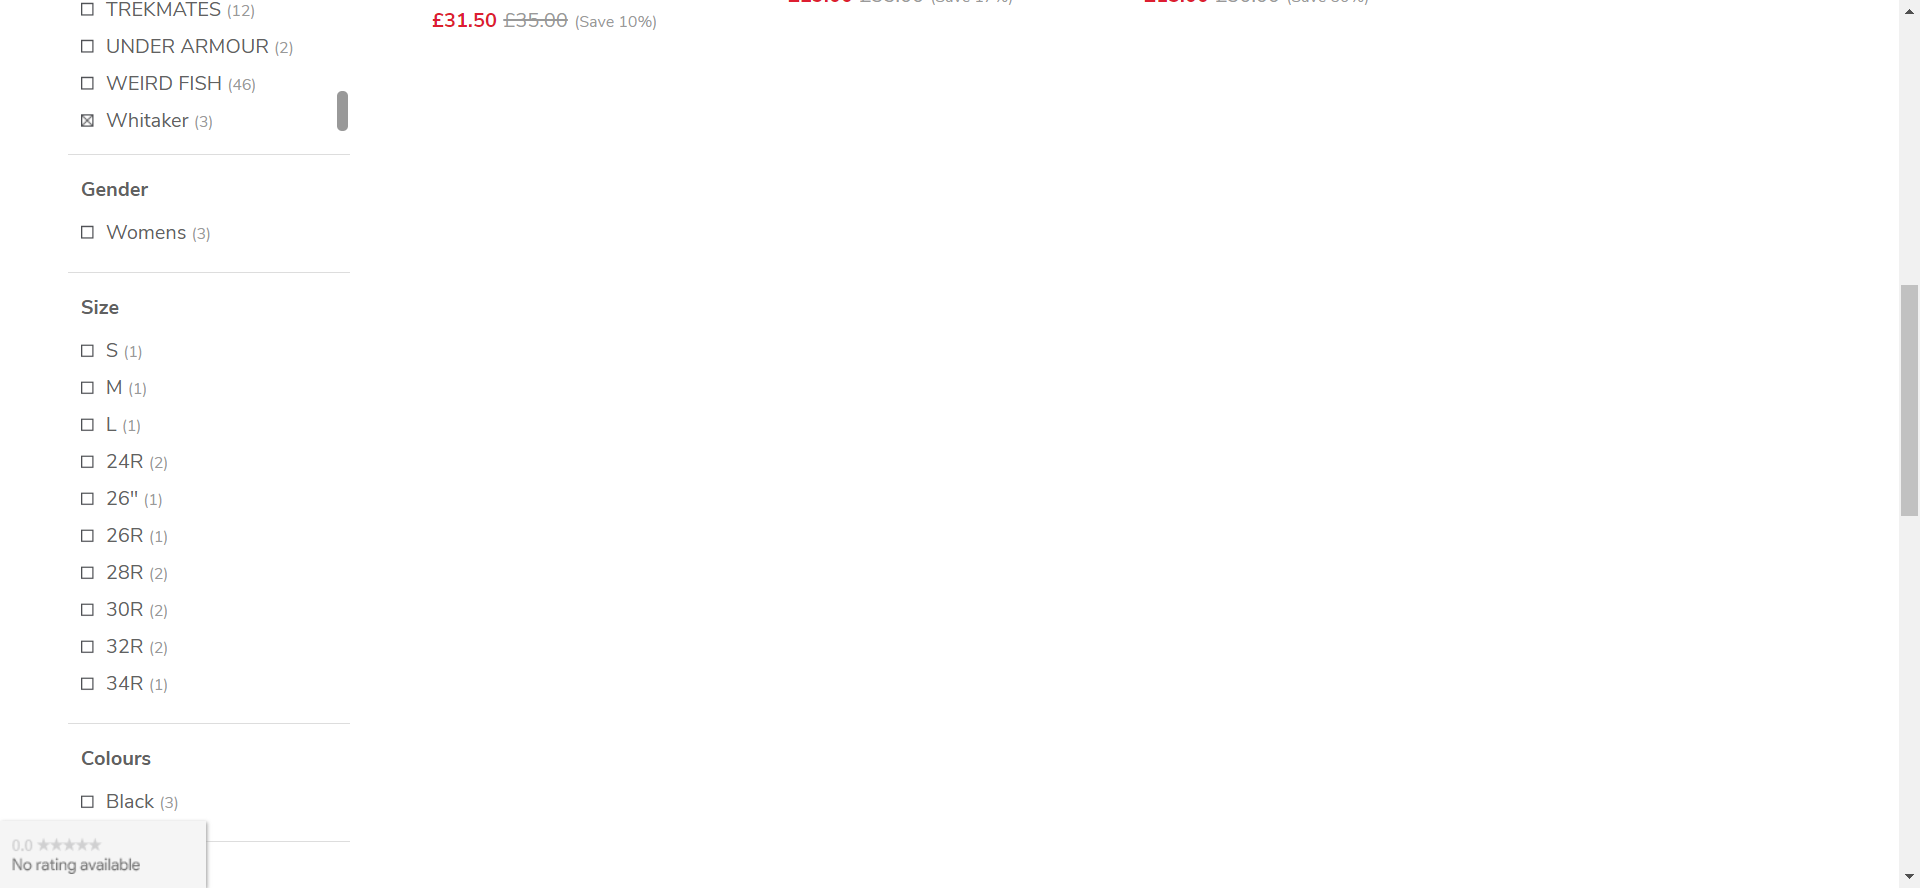 TREKMATES (12)
UNDER ARMOUR (2)
WEIRD FISH (46)
Whitaker (3)
£31.50 £35.00 (Save 10%)
Gender
Womens (3)
Size
S (1)
M (1)
L (1)
24R (2)
26" (1)
26R (1)
28R (2)
30R (2)
32R (2)
34R (1)
Colours
Black (3)
0.0 ★★★★★
No rating available